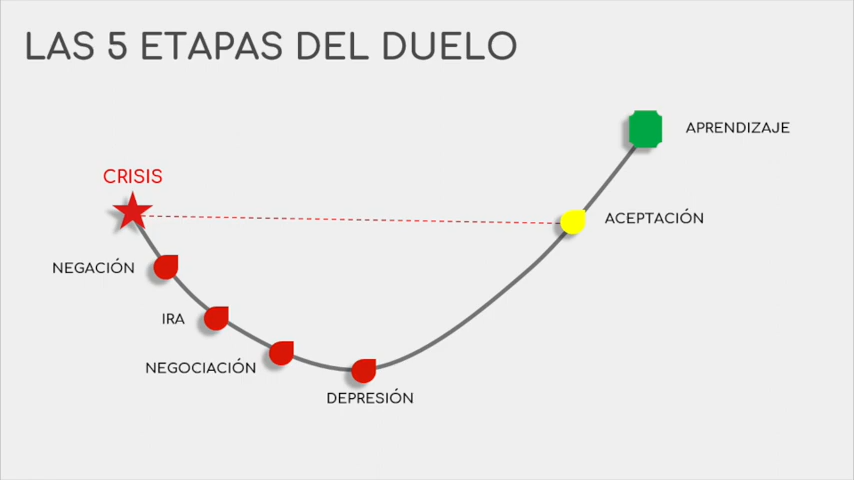 LAS 5 ETAPAS DEL DUELO
APRENDIZAJE
CRISIS
ACEPTACIÓN
NEGACIÓN
IRA
NEGOCIACIÓN
DEPRESIÓN